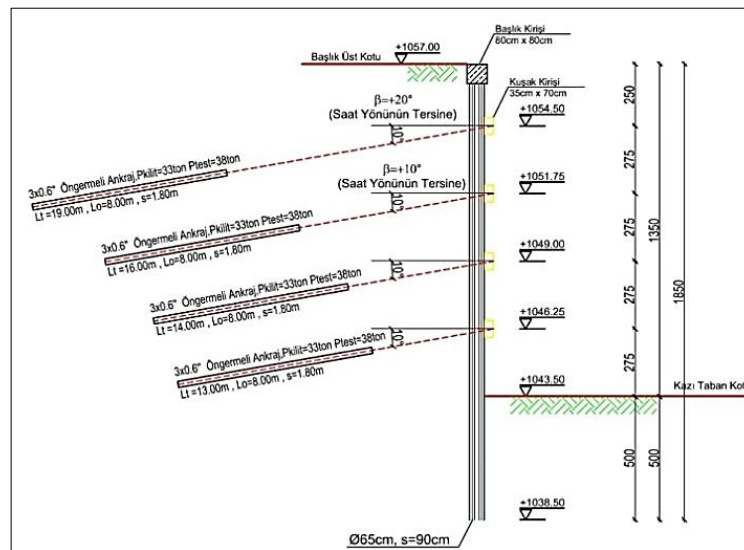 Başlık Kirişi
60cm x 80cm
+1057.00
Başlık Üst Kotu
Kuşak Kirişi
35cm x 70cm
250
β=+20°
(Saat Yönünün Tersine)
+1054.50
10°
275
3x0.6" Öngermeli Ankraj,Pkilit=33ton Ptest=38ton
Lt =19.00m , Lo=8.00m , s=1.80m
β=+10°
(Saat Yönünün Tersine)
+1051.75
10°
275
1350
3x0.6" Öngermeli Ankraj,Pkilit=33ton Ptest=38ton
Lt =16.00m , Lo=8.00m , s=1.80m
+1049.00
10°
1850
275
3x0.6" Öngermeli Ankraj,Pkilit=33ton Ptest=38ton
Lt =14.00m , Lo=8.00m , s=1.80m
+1046.25
10°
275
3x0.6" Öngermeli Ankraj,Pkilit=33ton Ptest=38ton
Lt =13.00m , Lo=8.00m , s=1.80m
+1043.50
Kazı Taban Kot
500
500
+1038.50
Ø65cm, s=90cm